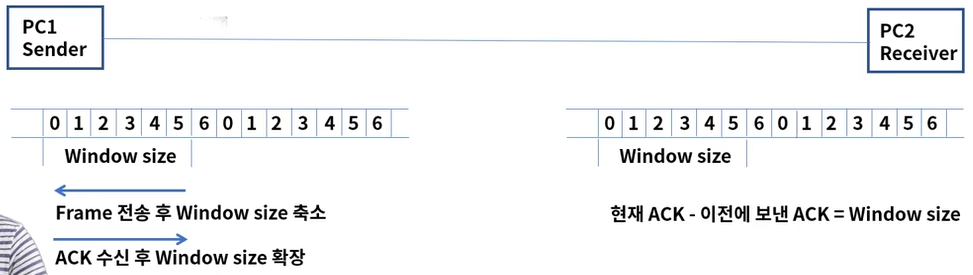 PC1
Sender
PC2
Receiver
0 1 2 3 4 5 6 0 1 2 3 4 5 6
0 1 2 3 4 5 6 0 1 2 3 4 5 6
Window size
Window size
Frame 전송 후 Window size 축소
현재 ACK - 이전에 보낸 ACK = Window size
ACK 수신 후 Window size 확장